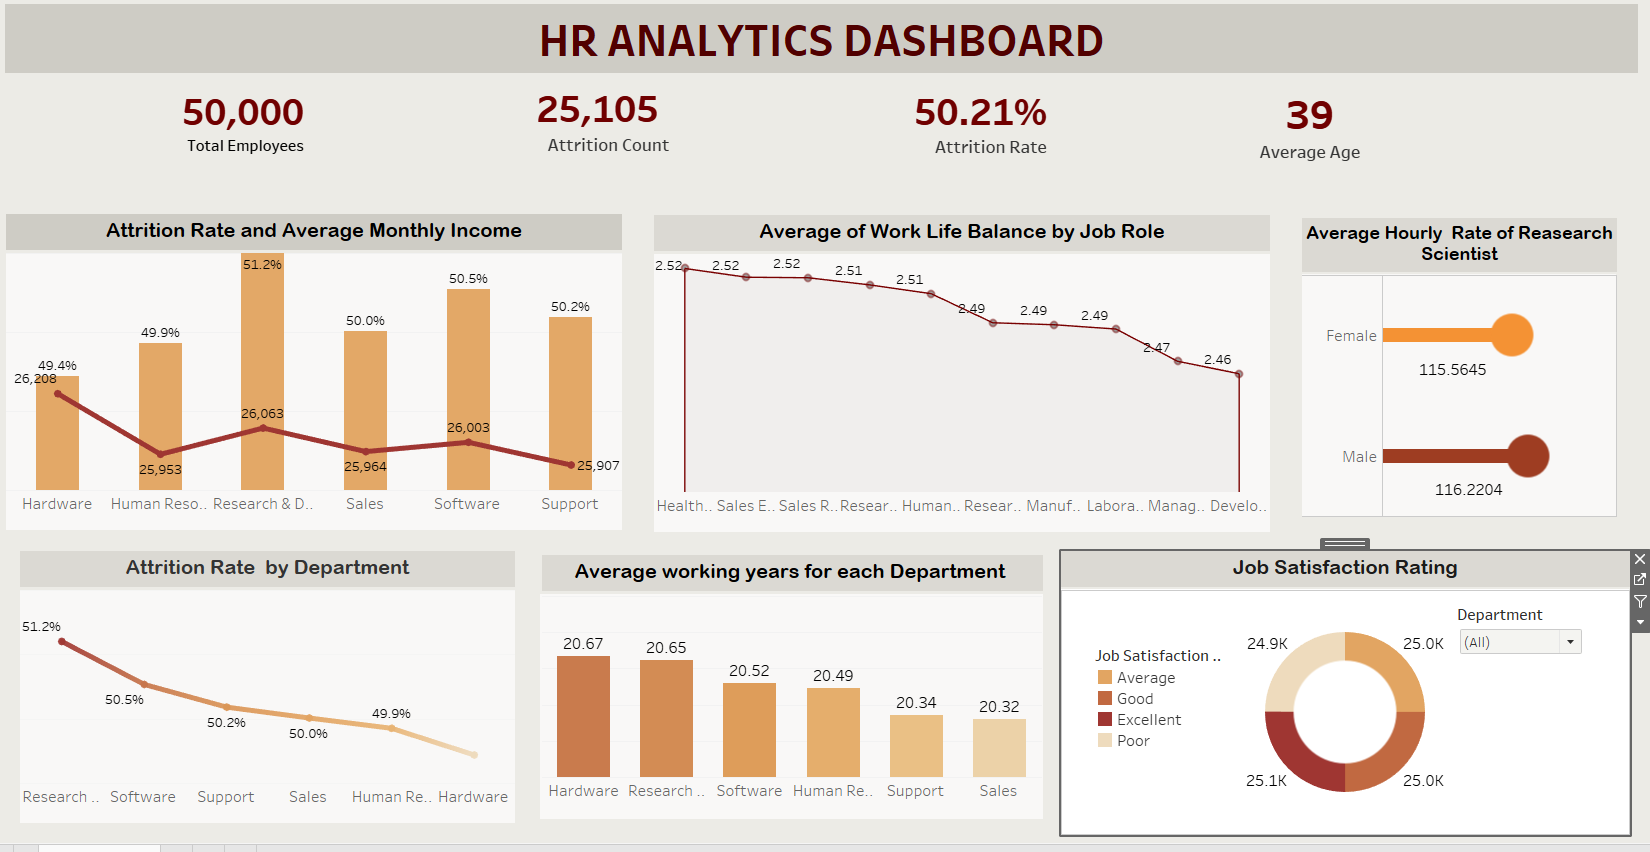 HR ANALYTICS DASHBOARD
50,000
Total Employees
25,105
Attrition Count
50.21%
Attrition Rate
39
Average Age
Attrition Rate and Average Monthly Income
51.2%
50.5%
50.2%
50.0%
49.9%
49.4%
26,208
26,063
26,003
25,953
25,964
25,907
Hardware Human Reso.. Research & D.. Sales Software Support
Average of Work Life Balance by Job Role
2.52 2.52 2.52 2.51 2.51 2.49 2.49 2.49 2.47 2.46
Health.. Sales E.. Sales R.. Resear.. Human.. Resear.. Manuf.. Labora.. Manag.. Develo..
Average Hourly Rate of Reasearch
Scientist
Female
115.5645
Male
116.2204
Attrition Rate by Department
51.2%
50.5%
50.2%
50.0%
49.9%
Research .. Software Support Sales Human Re.. Hardware
Average working years for each Department
20.67 20.65 20.52 20.49 20.34 20.32
Hardware Research .. Software Human Re.. Support Sales
Job Satisfaction Rating
Department
(All)
Job Satisfaction ..
Average
Good
Excellent
Poor
24.9K
25.0K
25.1K
25.0K